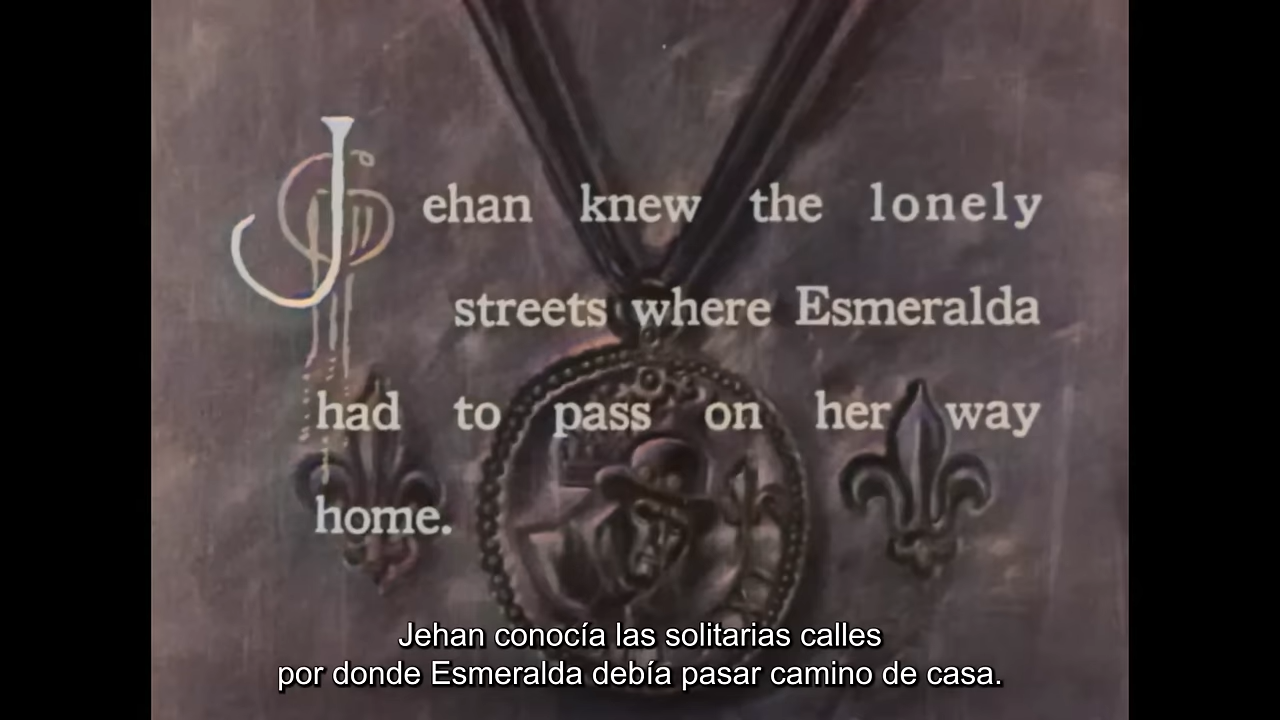 Jehan knew the lonely
streets where Esmeralda
had to pass on her way
home.
Jehan conocía las solitarias calles
por donde Esmeralda debía pasar camino de casa.